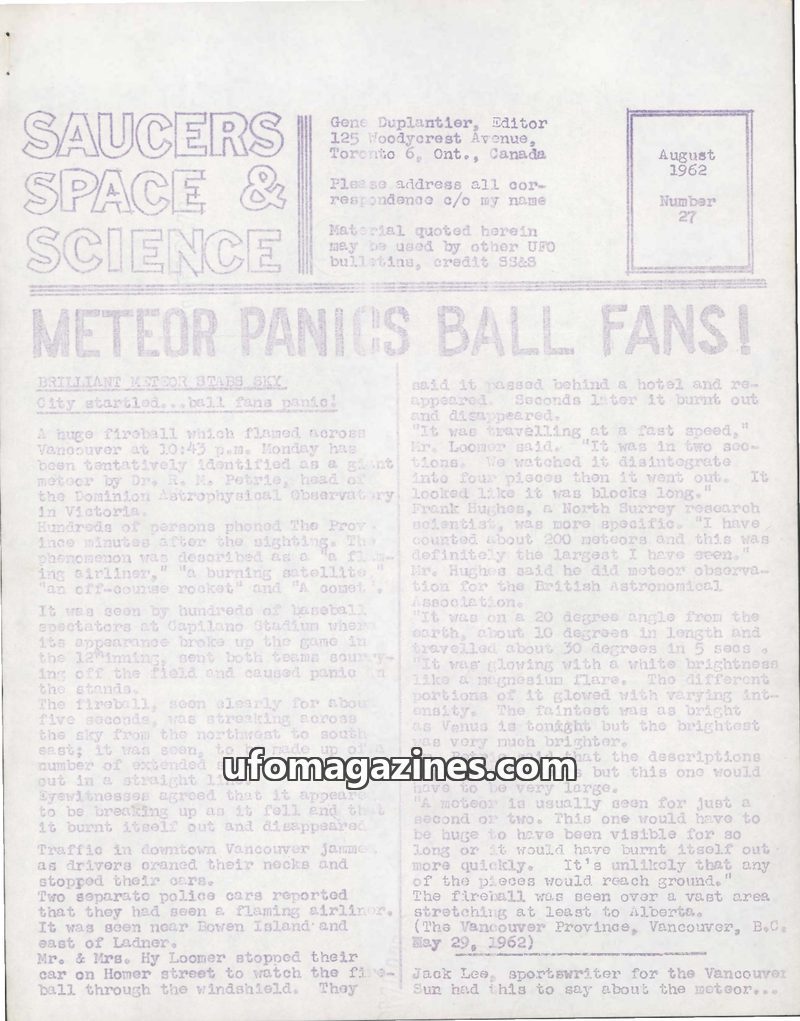 SAUCERS
SPACE &
SCIENCE
Gene Duplantier, Editor
125 Woodycrest Avenue,
Toronto 6, Ont., Canada
Please address all cor-
respondence c/o my name
Material quoted herein
may be used by other UFO
bulletins, credit SS&S
August
1962
Number
27
METEOR PANICS BALL FANS!
BRILLIANT METEOR STABS SKY
City startled...ball fans panic!
A huge fireball which flamed across
Vancouver at 10:43 p.m. Monday has
been tentatively identified as a giant
meteor by Dr. R. M. Petrie, head of
the Dominion Astrophysical Observatory
in Victoria.
Hundreds of persons phoned The Prov-
ince minutes after the sighting. The
phenomenon was described as a "a flam-
ing airliner," "a burning satellite,"
"an off-course rocket" and "A comet".
It was seen by hundreds of baseball
spectators at Capilano Stadium where
its appearance broke up the game in
the 12th inning, sent both teams scurry-
ing off the field and caused panic in
the stands.
The fireball, seen clearly for about
five seconds, was streaking across
the sky from the northwest to south
east; it was seen, to be made up of a
number of extended
out in a straight line.
Eyewitnesses agreed that it appeared
to be breaking up as it fell and that
it burnt itself out and disappeared
Traffic in downtown Vancouver jammed
as drivers craned their necks and
stopped their cars.
Two separate police cars reported
that they had seen a flaming airliner.
It was seen near Bowen Island and
east of Ladner.
Mr. & Mrs. Hy Loomer stopped their
car on Homer street to watch the fire-
ball through the windshield. They
said it passed behind a hotel and re-
appeared. Seconds later it burnt out
and disappeared.
"It was travelling at a fast speed,"
Mr. Loomer said. "It was in two sec-
tions. We watched it disintegrate
into four pieces then it went out. It
looked like it was blocks long."
Frank Hughes, a North Surrey research
scientist, was more specific. "I have
counted about 200 meteors and this was
definitely the largest I have seen."
Mr. Hughes said he did meteor observa-
tion for the British Astronomical
Association.
"It was on a 20 degree angle from the
earth, about 10 degrees in length and
travelled about 30 degrees in 5 secs.
"It was glowing with a white brightness
like a magnesium flare. The different
portions of it glowed with varying int-
ensity. The faintest was as bright
as Venus is tonight but the brightest
was very much brighter.
Dr. Petrie said that the descriptions
but this one would
have to be very large.
"A meteor is usually seen for just a
second or two. This one would have to
be huge to have been visible for so
long or it would have burnt itself out
more quickly. It's unlikely that any
of the pieces would reach ground."
The fireball was seen over a vast area
stretching at least to Alberta.
(The Vancouver Province, Vancouver, B.C.
May 29, 1962)
Jack Lee, sportswriter for the Vancouver
Sun had this to say about the meteor...
ufomagazines.com